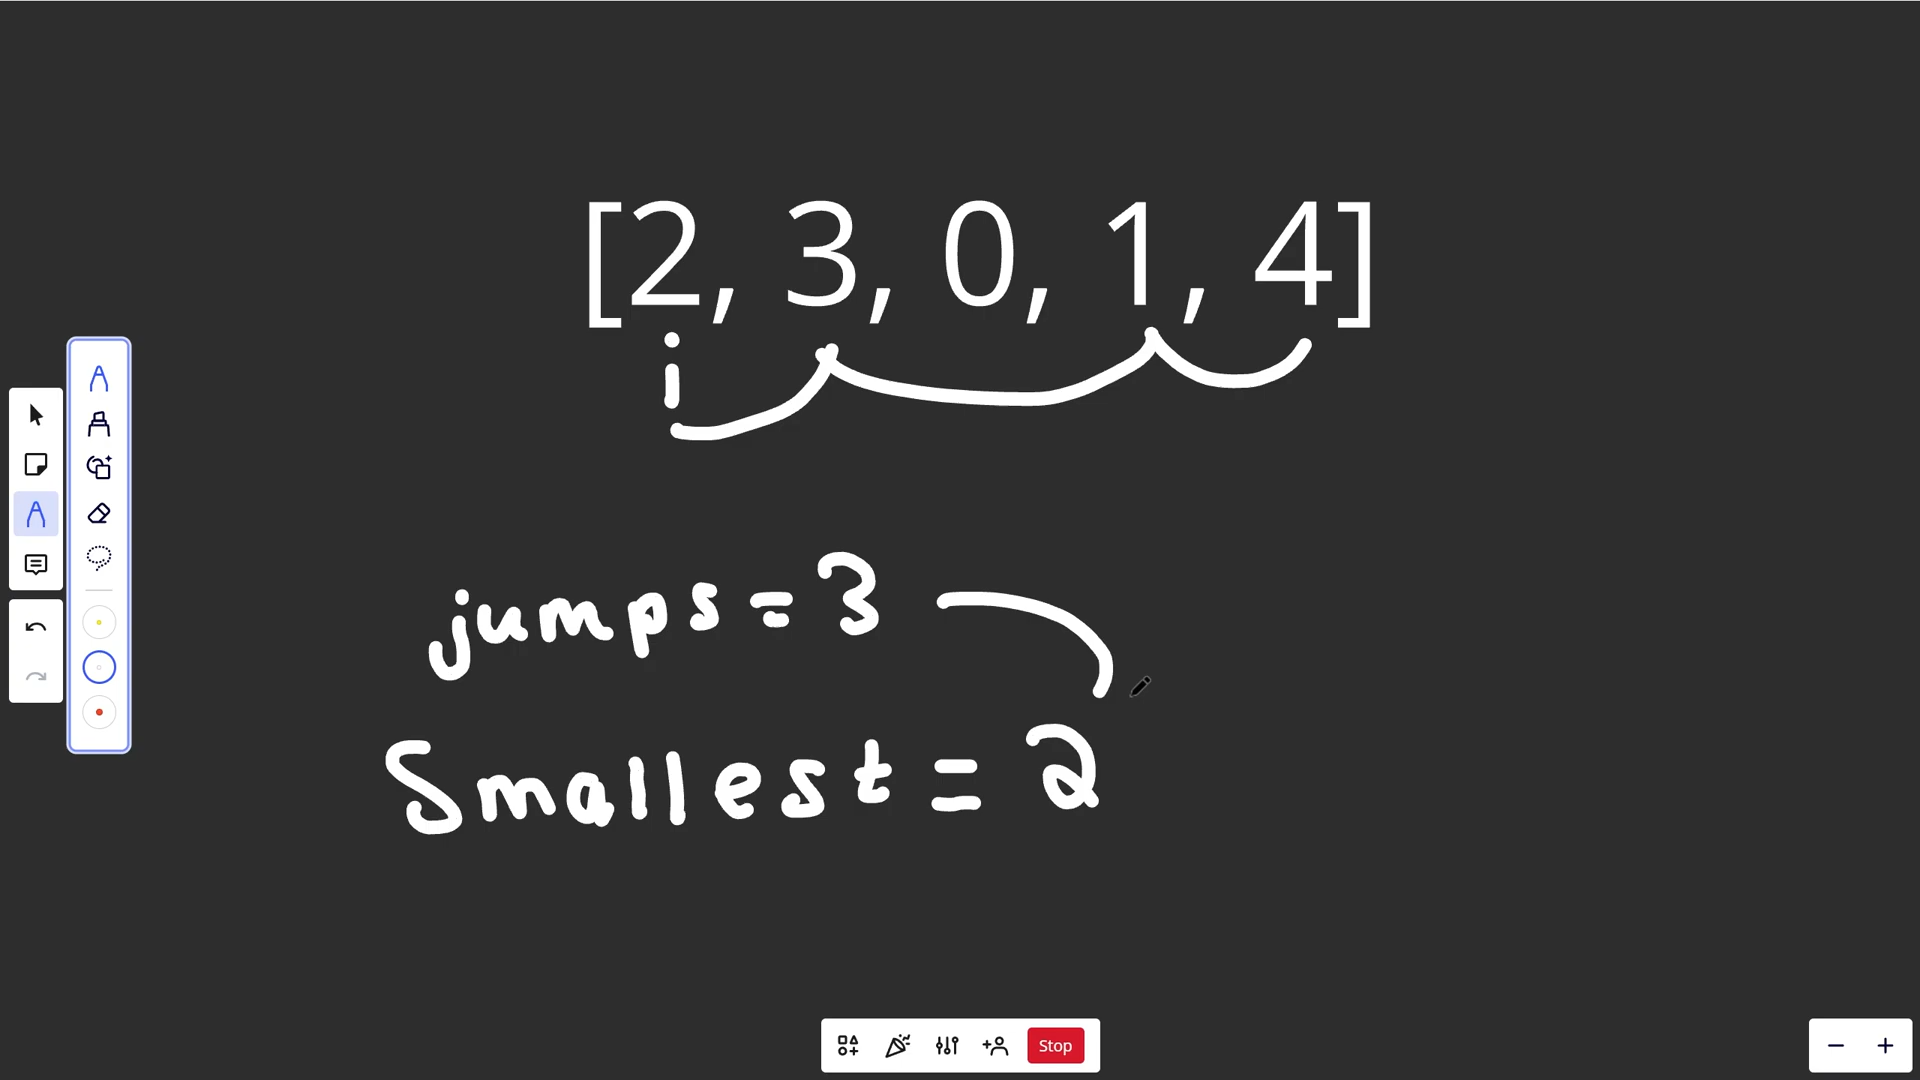 [2, 3, 0, 1, 4]
i
jumps = 3
Smallest = 2
Stop